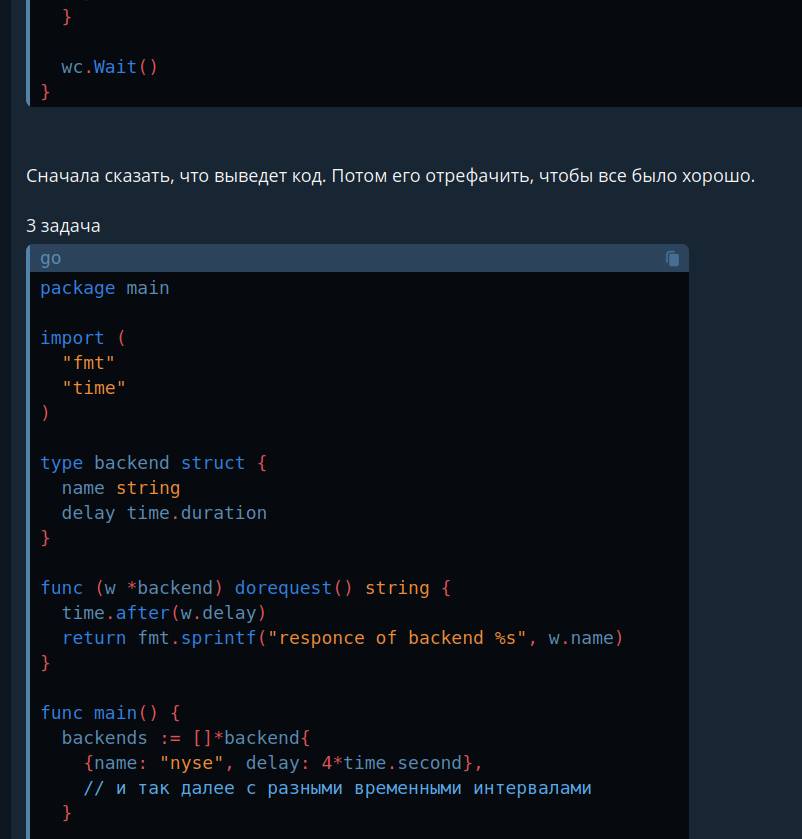 }
wc.Wait()
}
Сначала сказать, что выведет код. Потом его отрефачить, чтобы все было хорошо.
3 задача
go
package main
import (
"fmt"
"time"
)
type backend struct {
name string
delay time.duration
}
func (w *backend) dorequest() string {
time.after(w.delay)
return fmt.sprintf("responce of backend %s", w.name)
}
func main() {
backends := []*backend{
{name: "nyse", delay: 4*time.second},
// и так далее с разными временными интервалами
}